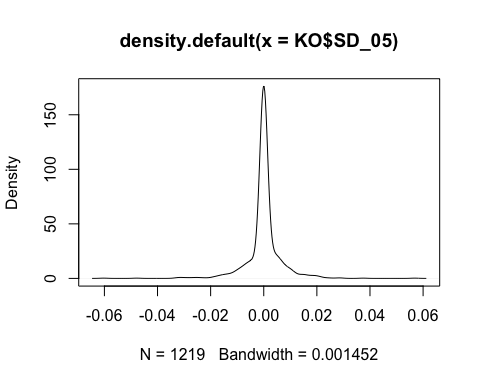 density.default(x = KO$SD_05)
Density
150
100
50
0
-0.06 -0.04 -0.02 0.00 0.02 0.04 0.06
N = 1219 Bandwidth = 0.001452